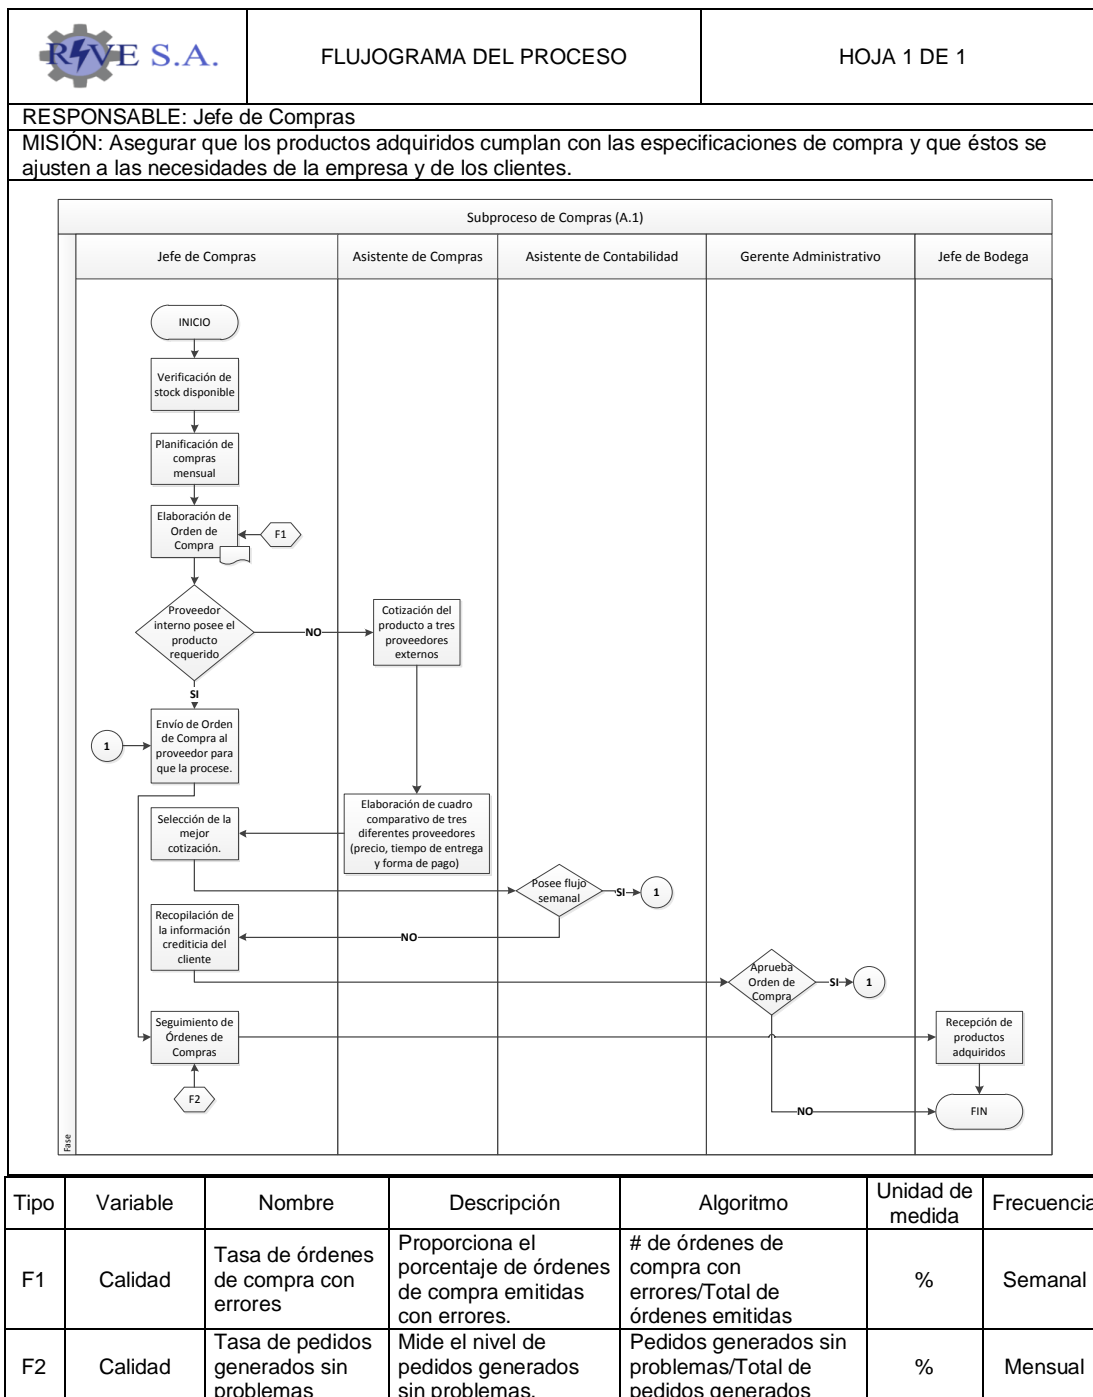 RIVE S.A.
FLUJOGRAMA DEL PROCESO
HOJA 1 DE 1
RESPONSABLE: Jefe de Compras
MISIÓN: Asegurar que los productos adquiridos cumplan con las especificaciones de compra y que éstos se
ajusten a las necesidades de la empresa y de los clientes.
Subproceso de Compras (A.1)
Jefe de Compras
Asistente de Compras
Asistente de Contabilidad
Gerente Administrativo
Jefe de Bodega
INICIO
Verificación de
stock disponible
Planificación de
compras
mensual
Elaboración de
Orden de
Compra
F1
Proveedor
interno posee el
producto
requerido
NO
Cotización del
producto a tres
proveedores
externos
SI
Envío de Orden
de Compra al
proveedor para
que la procese.
1
Elaboración de cuadro
comparativo de tres
diferentes proveedores
(precio, tiempo de entrega
y forma de pago)
Selección de la
mejor
cotización.
Posee flujo
semanal
SI
1
Recopilación de
la información
crediticia del
cliente
NO
Aprueba
Orden de
Compra
SI
1
Seguimiento de
Órdenes de
Compras
Recepción de
productos
adquiridos
F2
NO
FIN
Fase
Tipo
Variable
Nombre
Descripción
Algoritmo
Unidad de
medida
Frecuencia
F1
Calidad
Tasa de órdenes
de compra con
errores
Proporciona el
porcentaje de órdenes
de compra emitidas
con errores.
# de órdenes de
compra con
errores/Total de
órdenes emitidas
%
Semanal
F2
Calidad
Tasa de pedidos
generados sin
problemas
Mide el nivel de
pedidos generados
sin problemas.
Pedidos generados sin
problemas/Total de
pedidos generados
%
Mensual